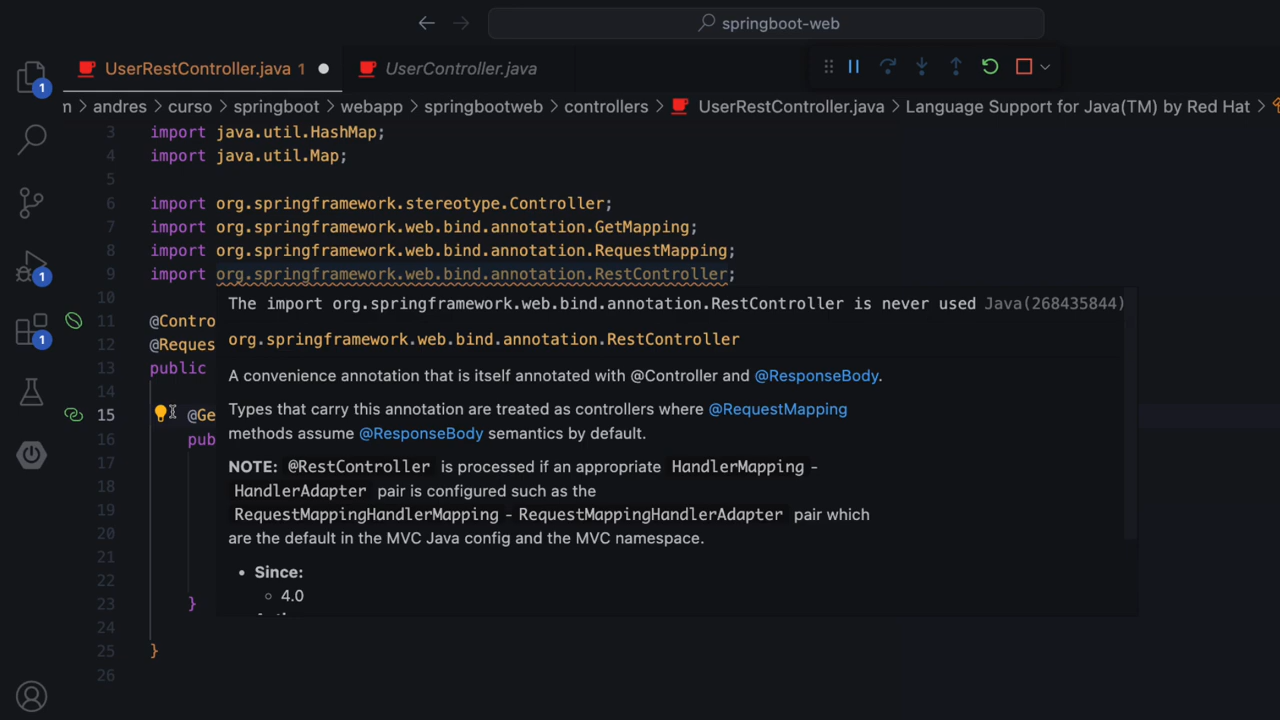 springboot-web
UserRestController.java 1
UserController.java
m > andres > curso > springboot > webapp > springbootweb > controllers > UserRestController.java > Language Support for Java(TM) by Red Hat >
3 import java.util.HashMap;
4 import java.util.Map;
5
6 import org.springframework.stereotype.Controller;
7 import org.springframework.web.bind.annotation.GetMapping;
8 import org.springframework.web.bind.annotation.RequestMapping;
9 import org.springframework.web.bind.annotation.RestController;
10
The import org.springframework.web.bind.annotation.RestController is never used Java(268435844)
11 @Contro
org.springframework.web.bind.annotation.RestController
12 @Reques
13 public
A convenience annotation that is itself annotated with @Controller and @ResponseBody.
14
Types that carry this annotation are treated as controllers where @RequestMapping
15 @Ge
methods assume @ResponseBody semantics by default.
16 pub
NOTE: @RestController is processed if an appropriate HandlerMapping -
17
HandlerAdapter pair is configured such as the
18
RequestMappingHandlerMapping - RequestMappingHandlerAdapter pair which
19
are the default in the MVC Java config and the MVC namespace.
20
21
• Since:
22
○ 4.0
23 }
24
25 }
26
1
1
1